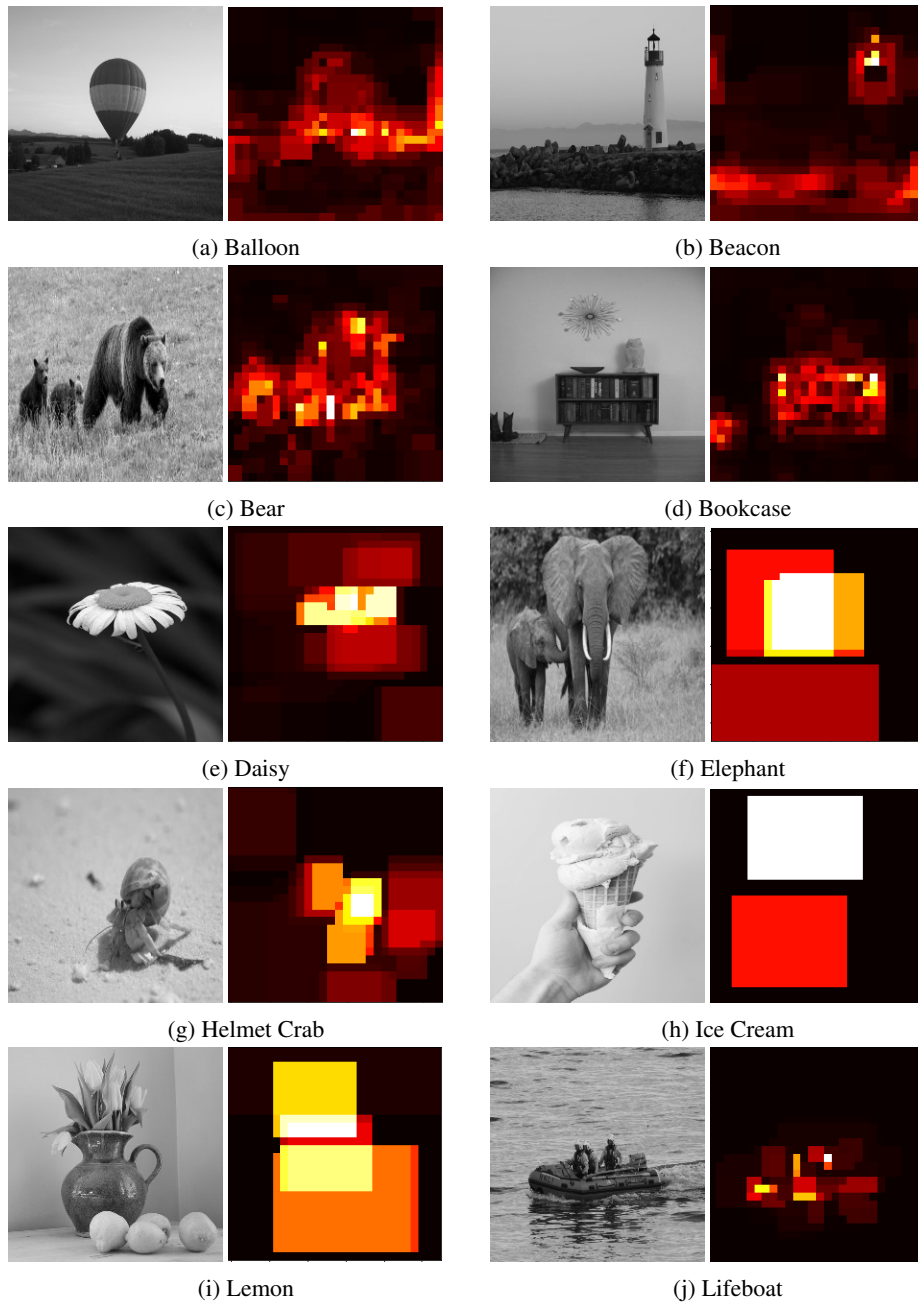 (a) Balloon
(b) Beacon
(c) Bear
(d) Bookcase
(e) Daisy
(f) Elephant
(g) Helmet Crab
(h) Ice Cream
(i) Lemon
(j) Lifeboat